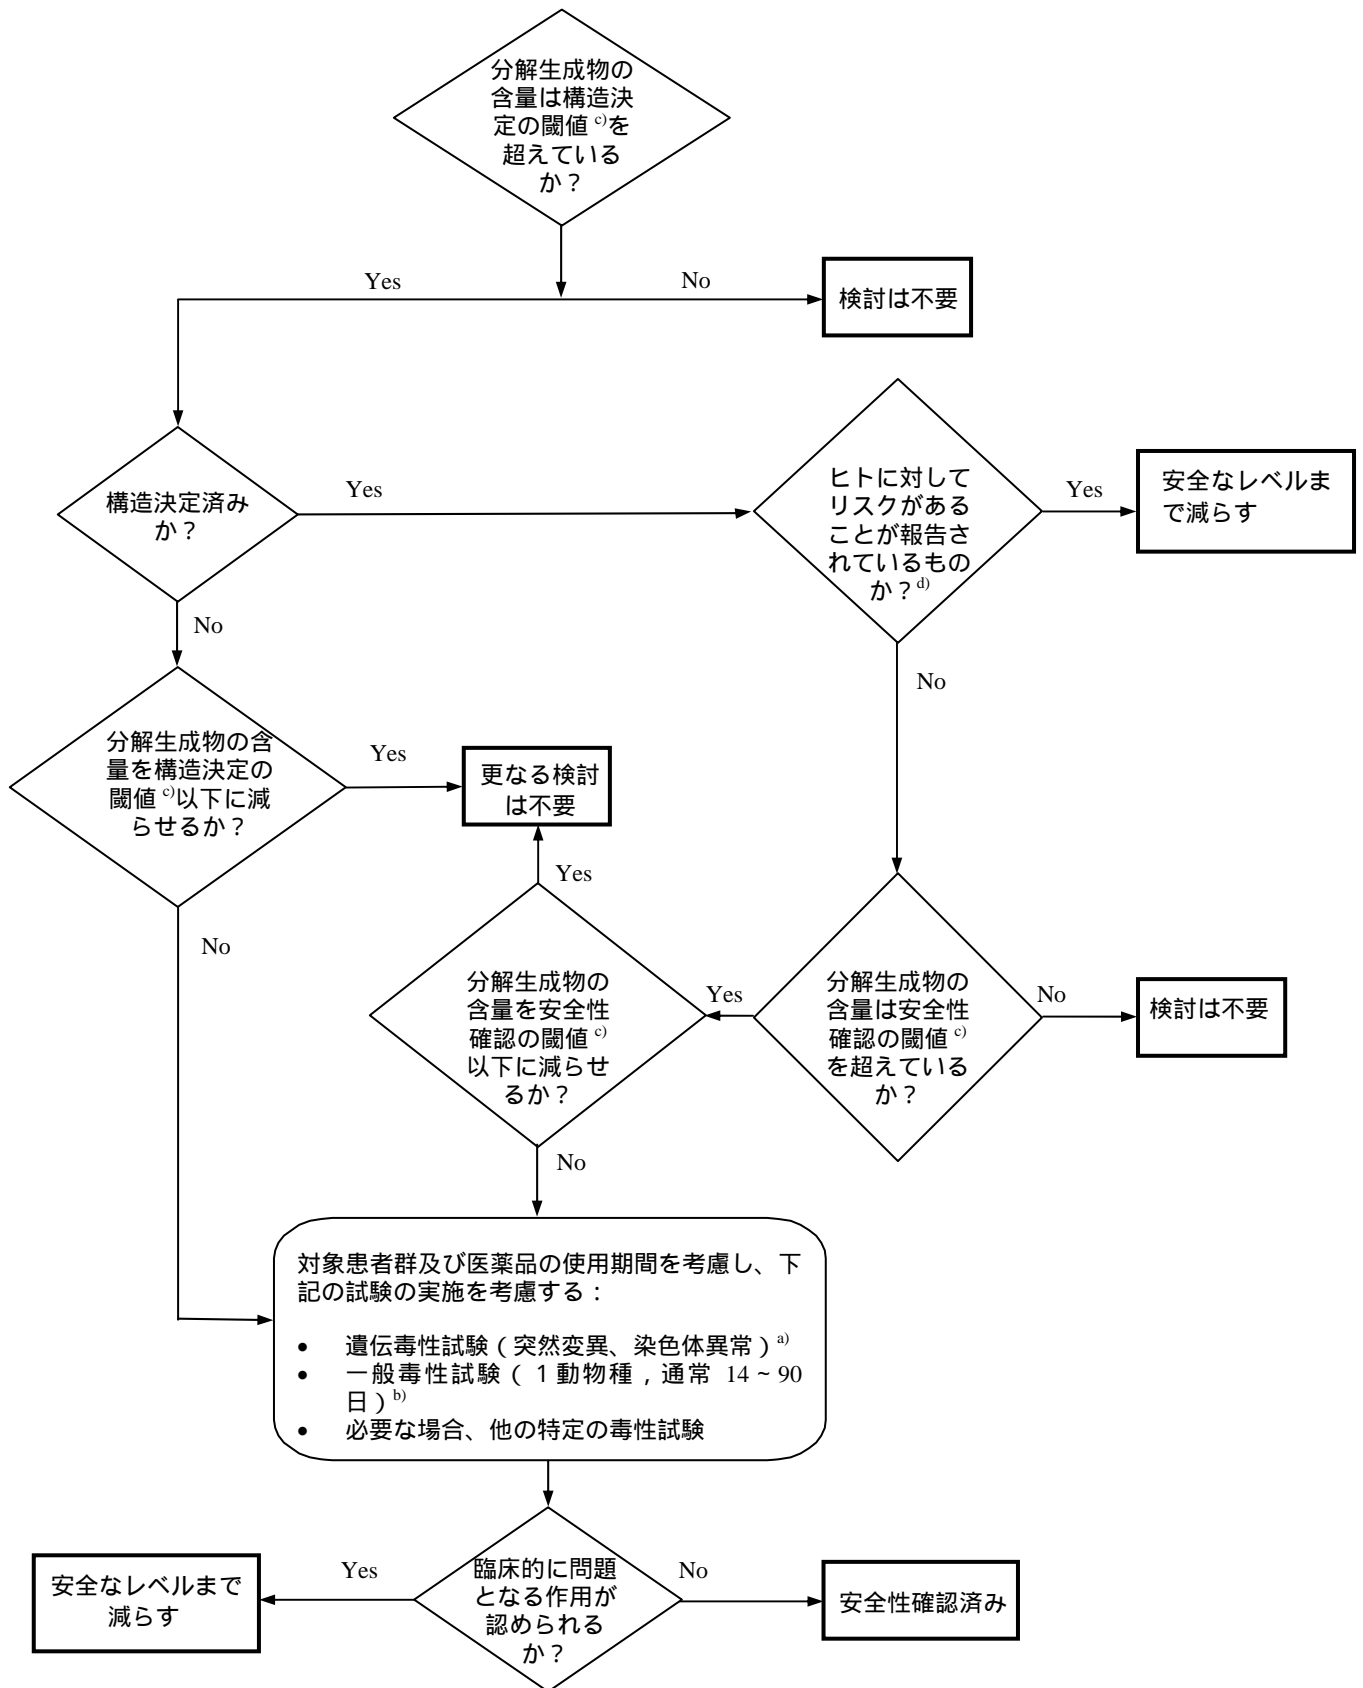 分解生成物の
含量は構造決
定の閾値 c)を
超えている
か？
Yes
No
検討は不要
構造決定済み
か？
Yes
ヒトに対して
リスクがある
ことが報告さ
れているもの
か？d)
Yes
安全なレベルま
で減らす
No
No
分解生成物の含
量を構造決定の
閾値 c)以下に減
らせるか？
Yes
更なる検討
は不要
Yes
No
分解生成物の
含量を安全性
確認の閾値 c)
以下に減らせ
るか？
Yes
分解生成物の
含量は安全性
確認の閾値 c)
を超えている
か？
No
検討は不要
No
対象患者群及び医薬品の使用期間を考慮し、下
記の試験の実施を考慮する：
• 遺伝毒性試験（突然変異、染色体異常）a)
• 一般毒性試験（１動物種，通常 14～90
日）b)
• 必要な場合、他の特定の毒性試験
安全なレベルまで
減らす
Yes
臨床的に問題
となる作用が
認められる
か？
No
安全性確認済み